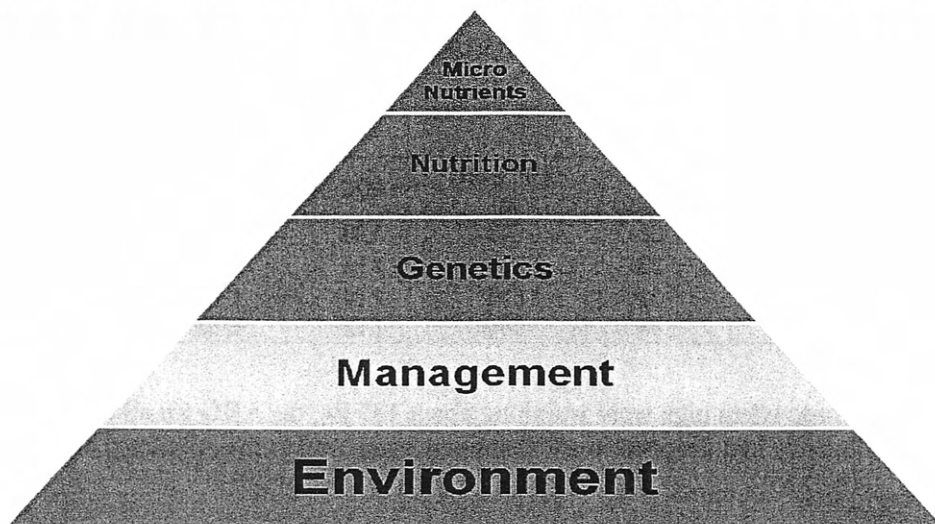 Micro
Nutrients
Nutrition
Genetics
Management
Environment